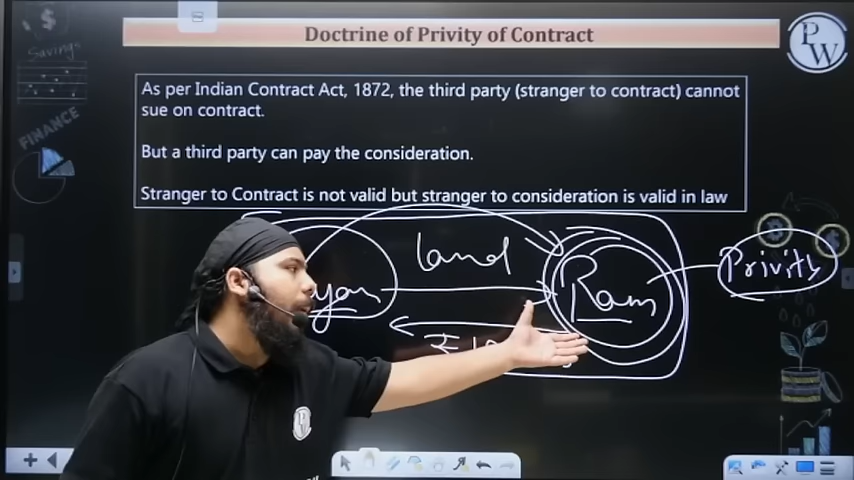 Doctrine of Privity of Contract
PW
Savings
FINANCE
As per Indian Contract Act, 1872, the third party (stranger to contract) cannot
sue on contract.
But a third party can pay the consideration.
Stranger to Contract is not valid but stranger to consideration is valid in law
Land
Ram
Privity